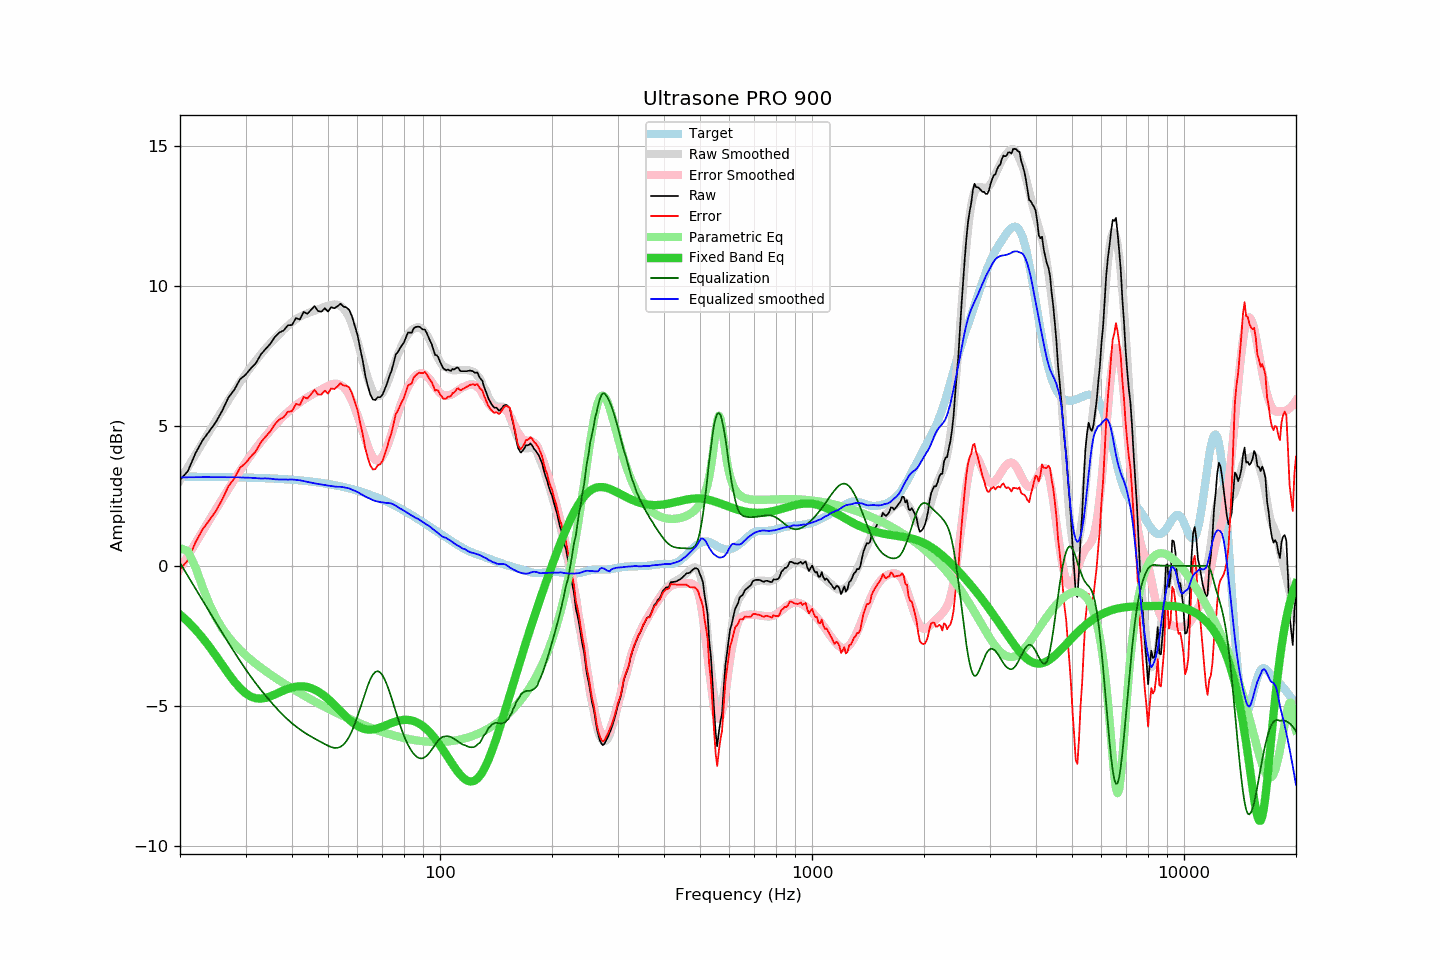 Ultrasone PRO 900
Target
Raw Smoothed
Error Smoothed
Raw
Error
Parametric Eq
Fixed Band Eq
Equalization
Equalized smoothed
15
10
5
0
−5
−10
Amplitude (dBr)
100
1000
10000
Frequency (Hz)